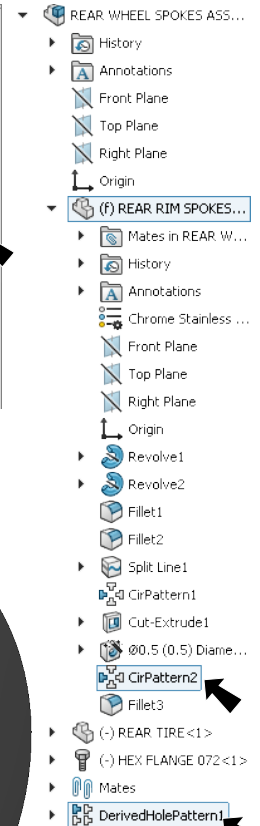 REAR WHEEL SPOKES ASS...
History
Annotations
Front Plane
Top Plane
Right Plane
Origin
(f) REAR RIM SPOKES...
Mates in REAR W...
History
Annotations
Chrome Stainless ...
Front Plane
Top Plane
Right Plane
Origin
Revolve1
Revolve2
Fillet1
Fillet2
Split Line1
CirPattern1
Cut-Extrude1
Ø0.5 (0.5) Diame...
CirPattern2
Fillet3
(-) REAR TIRE<1>
(-) HEX FLANGE 072<1>
Mates
DerivedHolePattern1